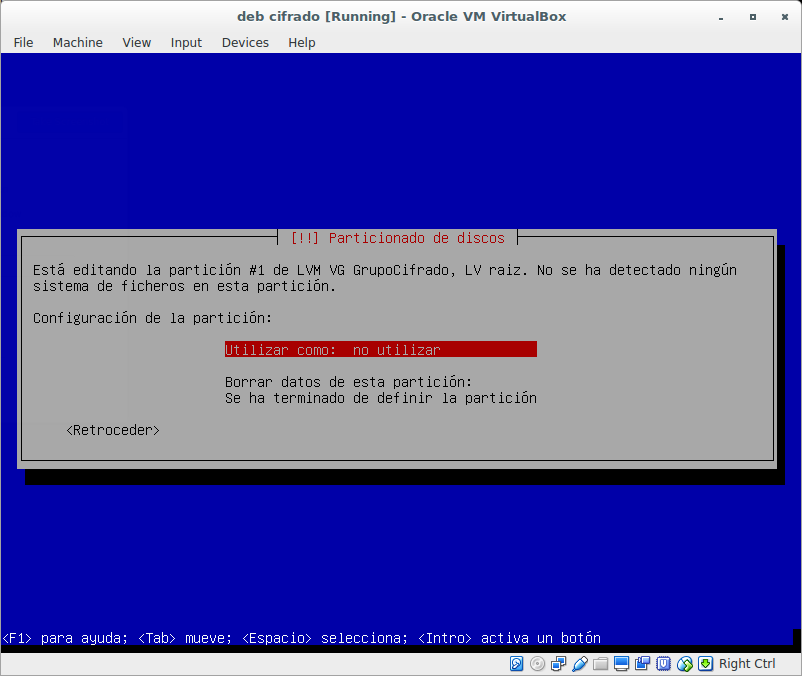 deb cifrado [Running] - Oracle VM VirtualBox
File Machine View Input Devices Help
[!!] Particionado de discos
Está editando la partición #1 de LVM VG GrupoCifrado, LV raiz. No se ha detectado ningún
sistema de ficheros en esta partición.
Configuración de la partición:
Utilizar como: no utilizar
Borrar datos de esta partición:
Se ha terminado de definir la partición
<Retroceder>
<F1> para ayuda; <Tab> mueve; <Espacio> selecciona; <Intro> activa un botón
Right Ctrl